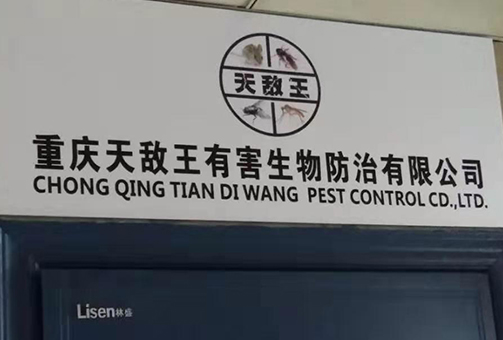 天敌王
重庆天敌王有害生物防治有限公司
CHONG QING TIAN DI WANG PEST CONTROL CD.,LTD.
Lisen林盛